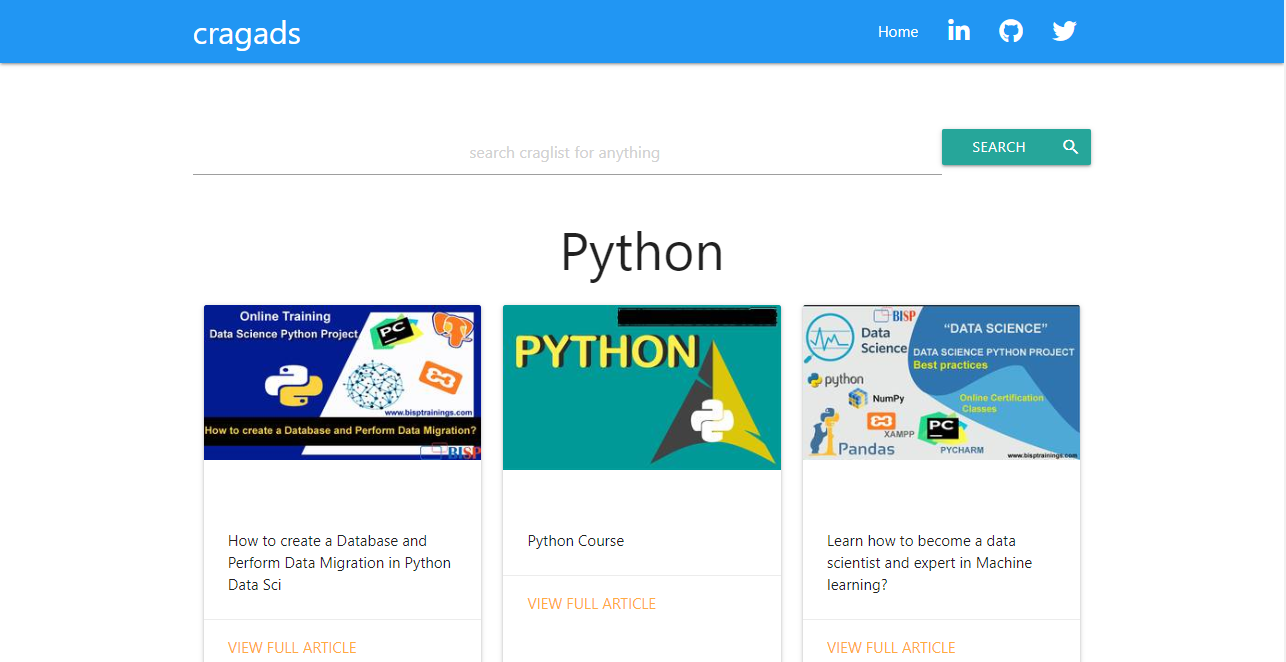 cragads
Home
search craglist for anything
SEARCH
Python
Online Training
Data Science Python Project
PC
www.bisptrainings.com
How to create a Database and Perform Data Migration?
BISP
How to create a Database and
Perform Data Migration in Python
Data Sci
VIEW FULL ARTICLE
PYTHON
Python Course
VIEW FULL ARTICLE
BISP
Data
Science
“DATA SCIENCE”
DATA SCIENCE PYTHON PROJECT
Best practices
python
NumPy
Online Certification
Classes
XAMPP
PC
Pandas
PYCHARM
www.bisptrainings.com
Learn how to become a data
scientist and expert in Machine
learning?
VIEW FULL ARTICLE